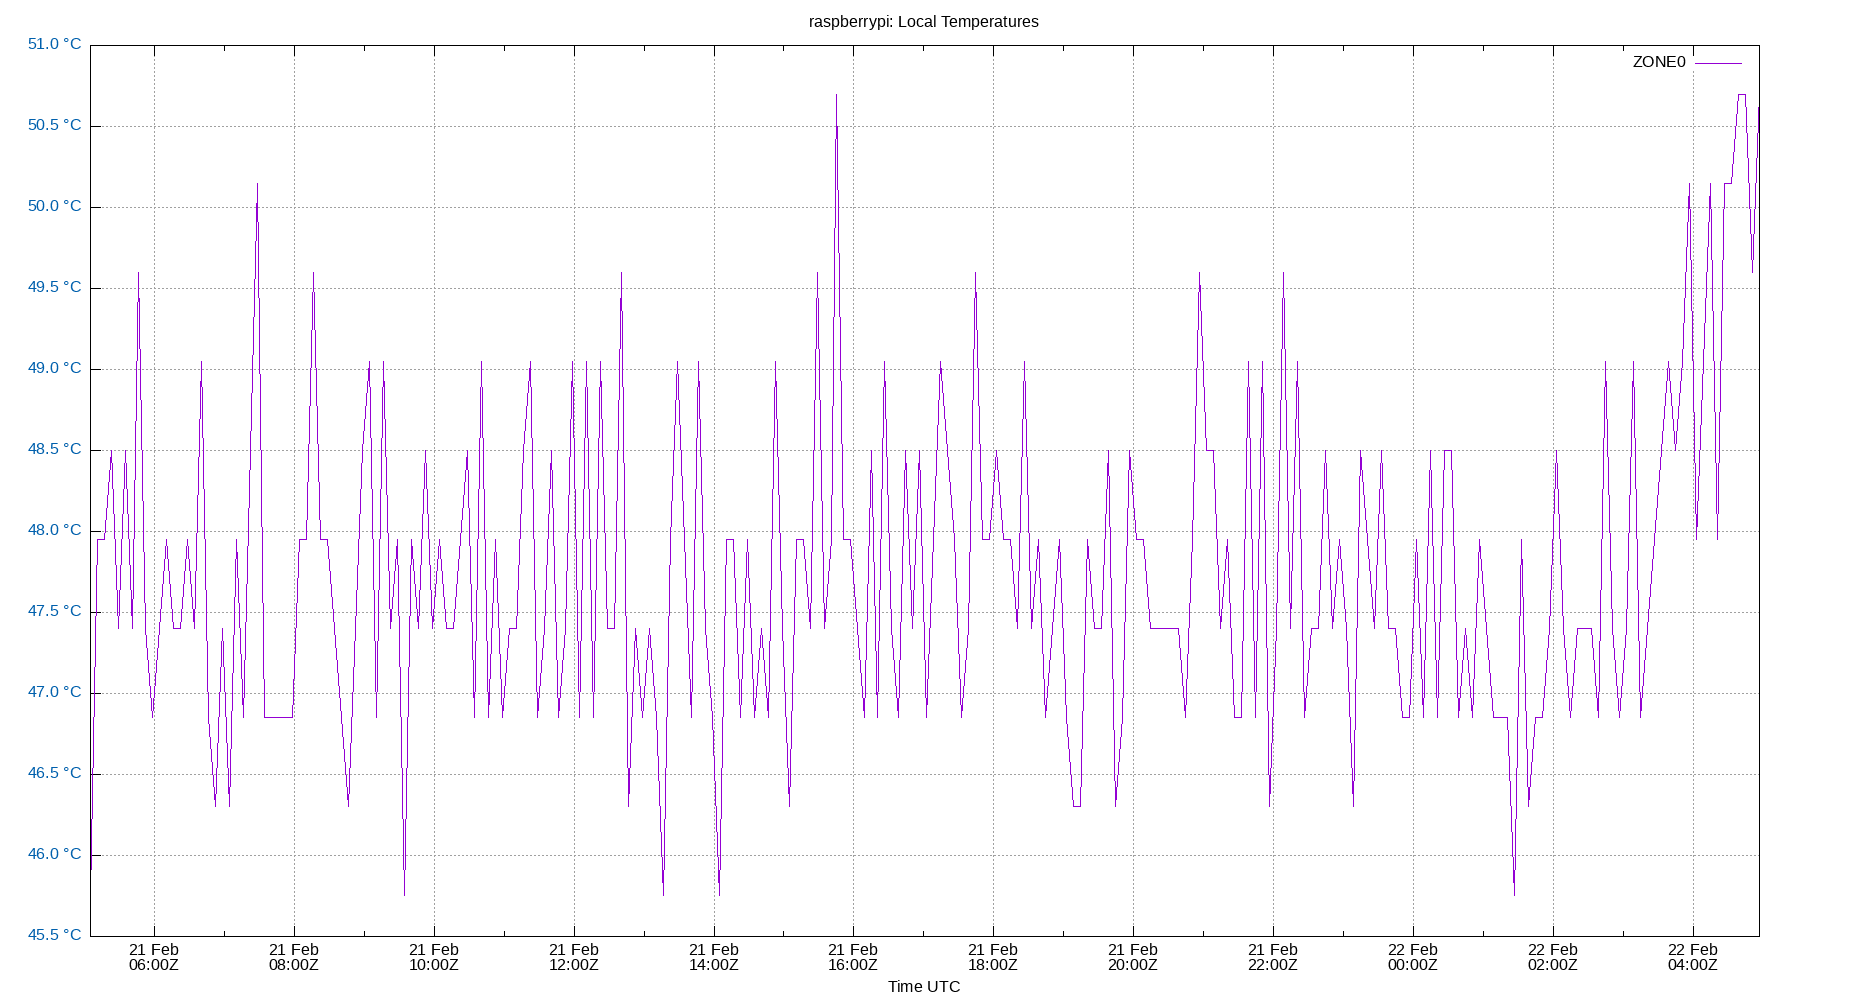 raspberrypi: Local Temperatures
ZONE0
51.0 °C
50.5 °C
50.0 °C
49.5 °C
49.0 °C
48.5 °C
48.0 °C
47.5 °C
47.0 °C
46.5 °C
46.0 °C
45.5 °C
21 Feb 21 Feb 21 Feb 21 Feb 21 Feb 21 Feb 21 Feb 21 Feb 21 Feb 22 Feb 22 Feb 22 Feb
06:00Z 08:00Z 10:00Z 12:00Z 14:00Z 16:00Z 18:00Z 20:00Z 22:00Z 00:00Z 02:00Z 04:00Z
Time UTC